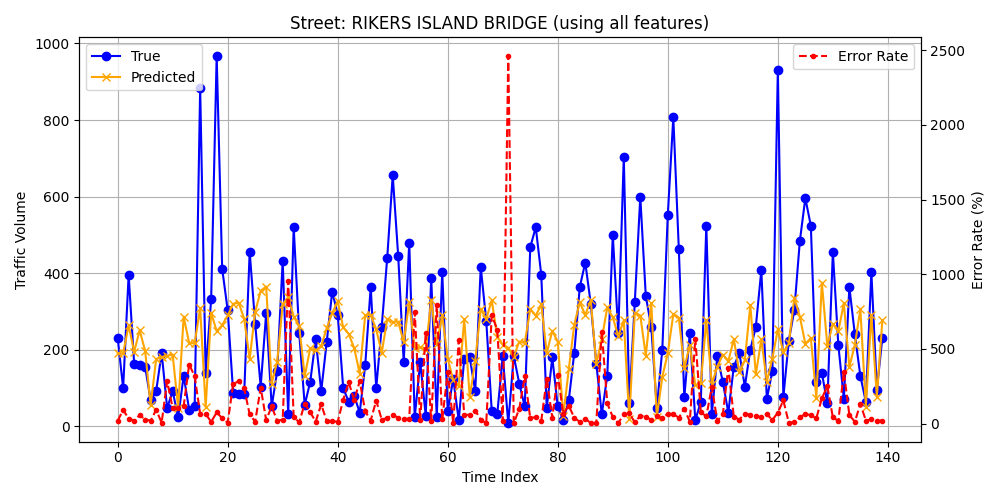 Street: RIKERS ISLAND BRIDGE (using all features)
True
Predicted
Error Rate
1000
800
600
400
200
0
Traffic Volume
2500
2000
1500
1000
500
0
Error Rate (%)
0 20 40 60 80 100 120 140
Time Index